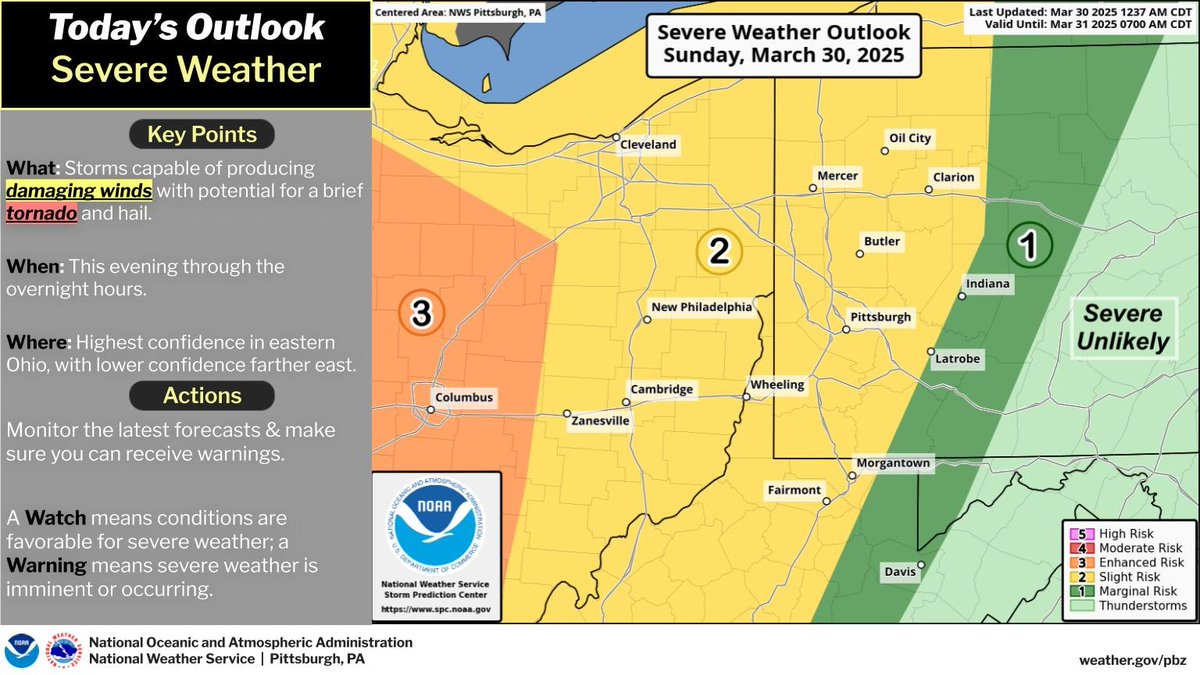 Today's Outlook
Severe Weather
Key Points
What: Storms capable of producing
damaging winds with potential for a brief
tornado and hail.
When: This evening through the
overnight hours.
Where: Highest confidence in eastern
Ohio, with lower confidence farther east.
Actions
Monitor the latest forecasts & make
sure you can receive warnings.
A Watch means conditions are
favorable for severe weather; a
Warning means severe weather is
imminent or occurring.
Centered Area: NWS Pittsburgh, PA
Severe Weather Outlook
Sunday, March 30, 2025
Last Updated: Mar 30 2025 1237 AM CDT
Valid Until: Mar 31 2025 0700 AM CDT
Cleveland
Oil City
Mercer
Clarion
Butler
2
1
Indiana
3
New Philadelphia
Pittsburgh
Severe
Unlikely
Latrobe
Columbus
Cambridge
Wheeling
Zanesville
Morgantown
Fairmont
Davis
NATIONAL OCEANIC AND ATMOSPHERIC ADMINISTRATION
NOAA
U.S. DEPARTMENT OF COMMERCE
National Weather Service
Storm Prediction Center
https://www.spc.noaa.gov
5 High Risk
4 Moderate Risk
3 Enhanced Risk
2 Slight Risk
1 Marginal Risk
Thunderstorms
NOAA
National Oceanic and Atmospheric Administration
National Weather Service | Pittsburgh, PA
weather.gov/pbz